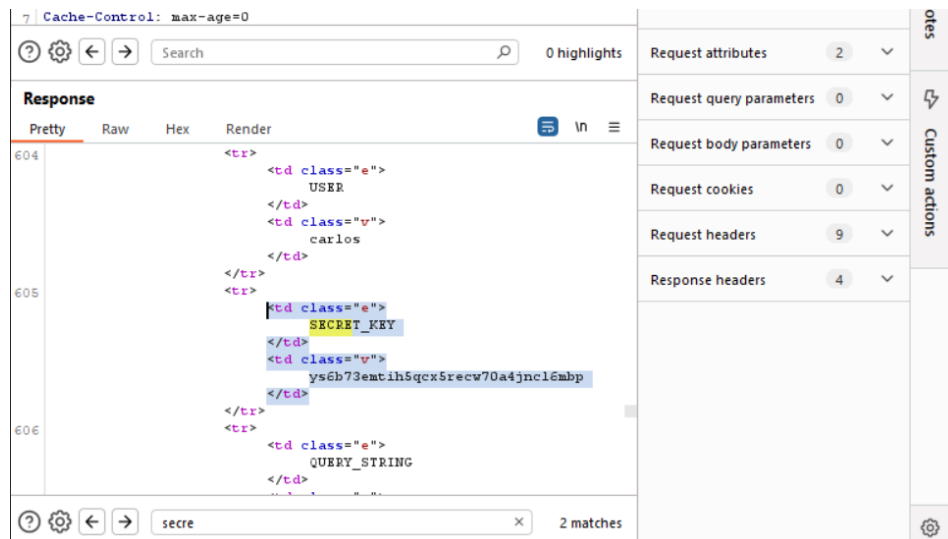 7 Cache-Control: max-age=0
Search
0 highlights
Response
Pretty Raw Hex Render \n
604 <tr>
<td class="e">
USER
</td>
<td class="v">
carlos
</td>
</tr>
605 <tr>
<td class="e">
SECRET_KEY
</td>
<td class="v">
ys6b73emtih5qcx5recw70a4jncl6mbp
</td>
</tr>
606 <tr>
<td class="e">
QUERY_STRING
</td>
secre
2 matches
Request attributes 2
Request query parameters 0
Request body parameters 0
Request cookies 0
Request headers 9
Response headers 4
otes
Custom actions